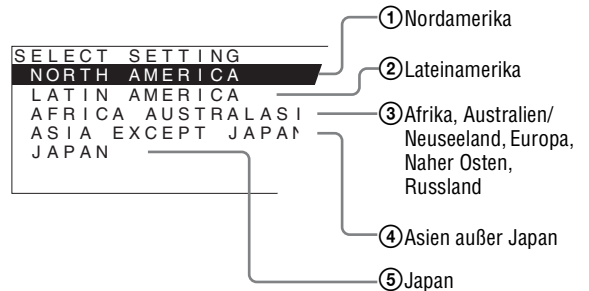 SELECT SETTING
NORTH AMERICA
LATIN AMERICA
AFRICA AUSTRALASI
ASIA EXCEPT JAPAN
JAPAN
①Nordamerika
②Lateinamerika
③Afrika, Australien/
Neuseeland, Europa,
Naher Osten,
Russland
④Asien außer Japan
⑤Japan